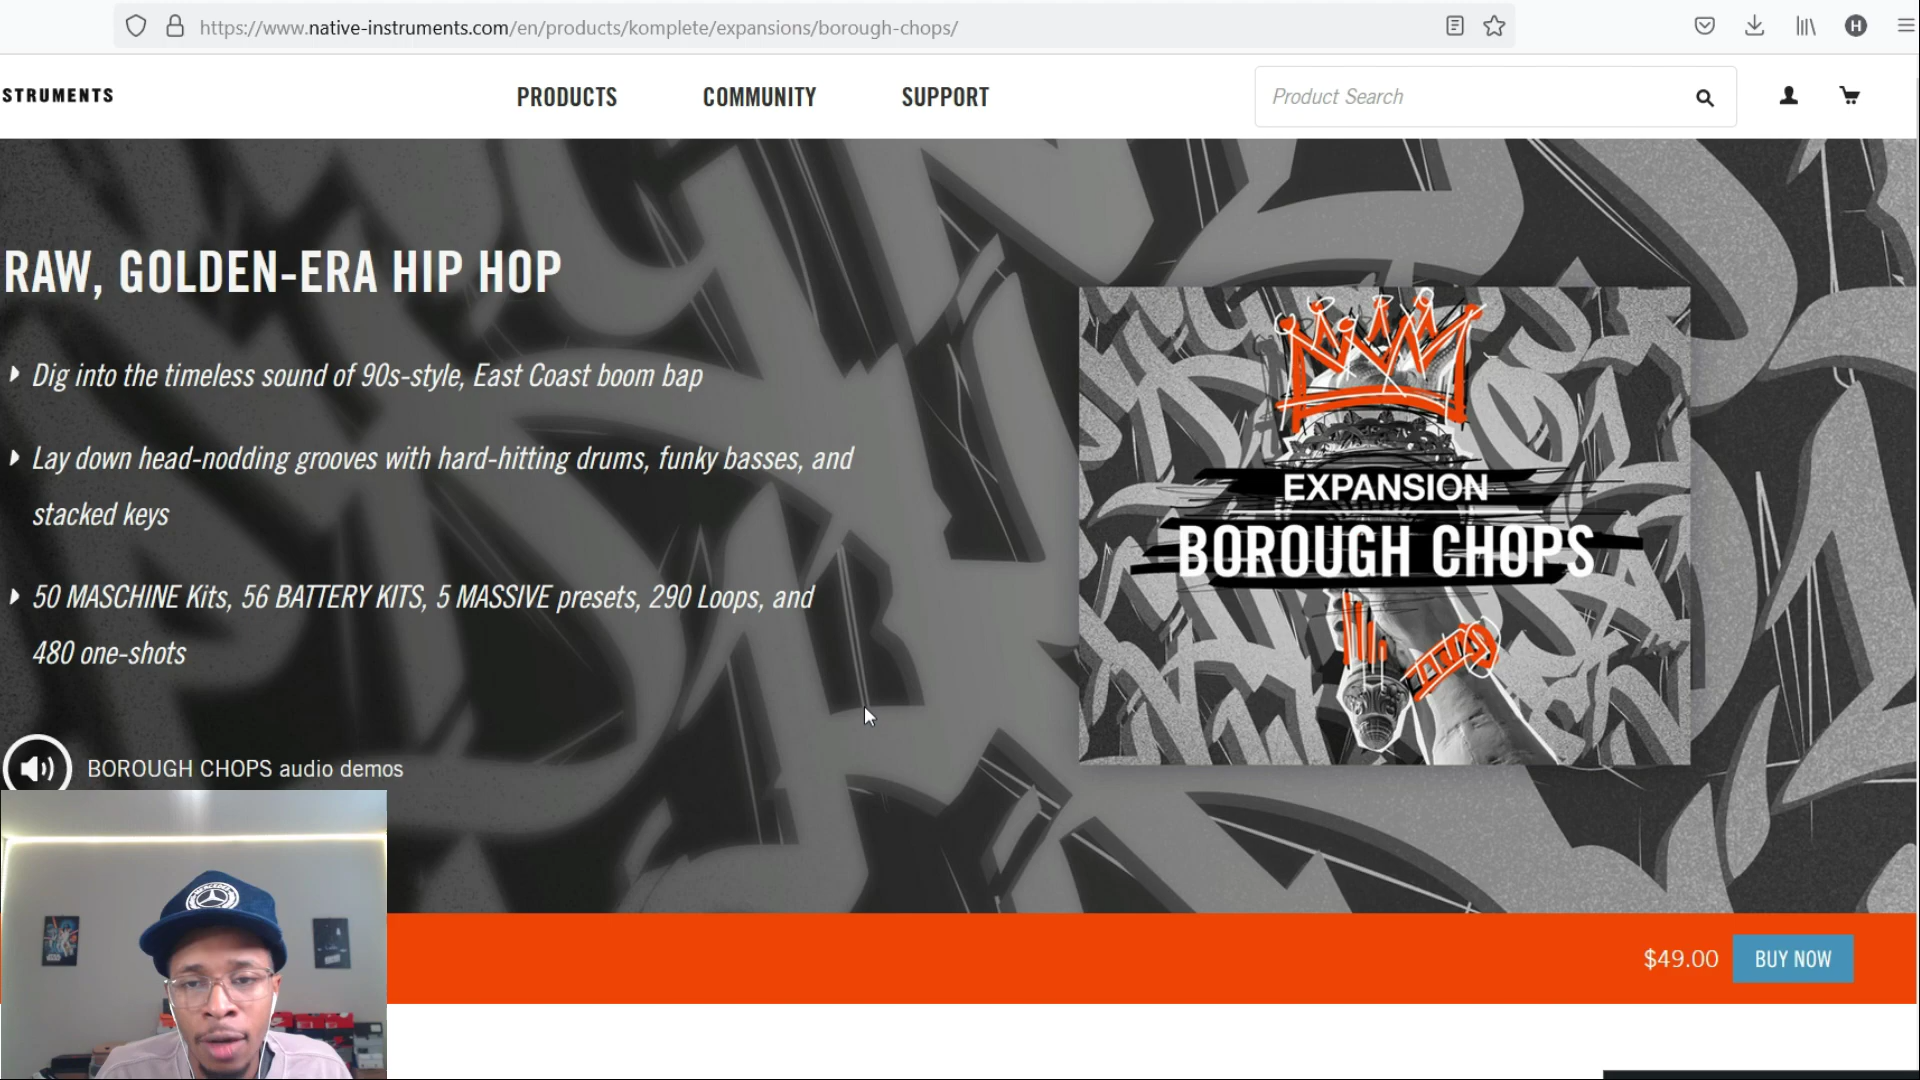 https://www.native-instruments.com/en/products/komplete/expansions/borough-chops/
H
STRUMENTS
PRODUCTS
COMMUNITY
SUPPORT
Product Search
RAW, GOLDEN-ERA HIP HOP
Dig into the timeless sound of 90s-style, East Coast boom bap
Lay down head-nodding grooves with hard-hitting drums, funky basses, and
stacked keys
50 MASCHINE Kits, 56 BATTERY KITS, 5 MASSIVE presets, 290 Loops, and
480 one-shots
EXPANSION
BOROUGH CHOPS
BOROUGH CHOPS audio demos
$49.00
BUY NOW